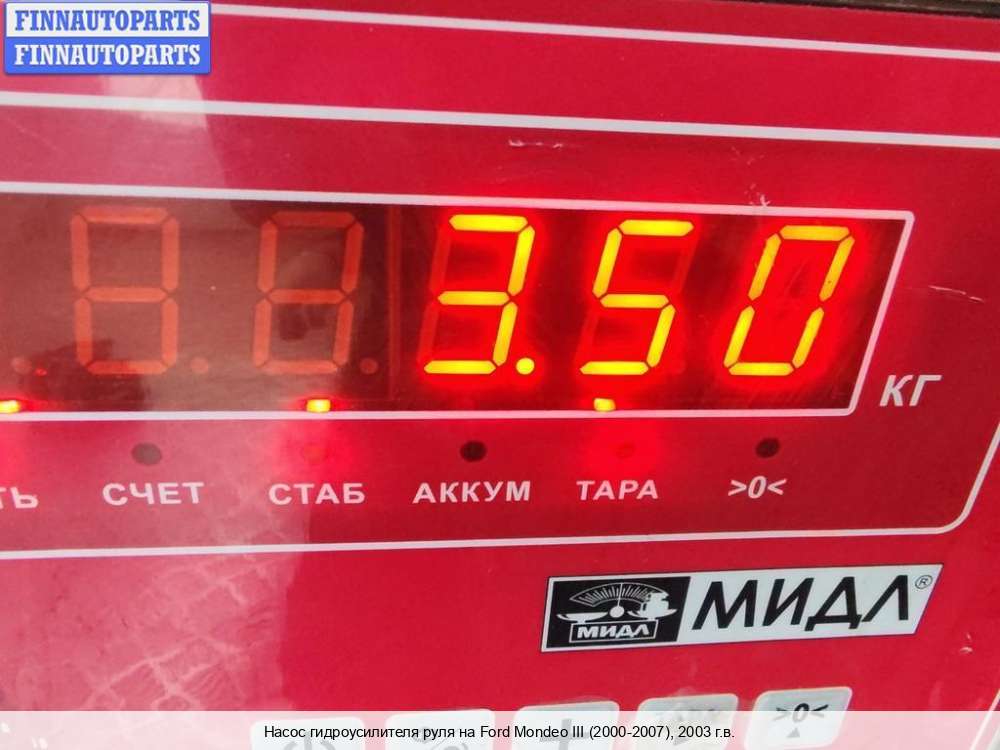 FINNAUTOPARTS
FINNAUTOPARTS
3.50
КГ
СЧЕТ СТАБ АККУМ ТАРА >0<
МИДЛ МИДЛ®
>0<
Насос гидроусилителя руля на Ford Mondeo III (2000-2007), 2003 г.в.